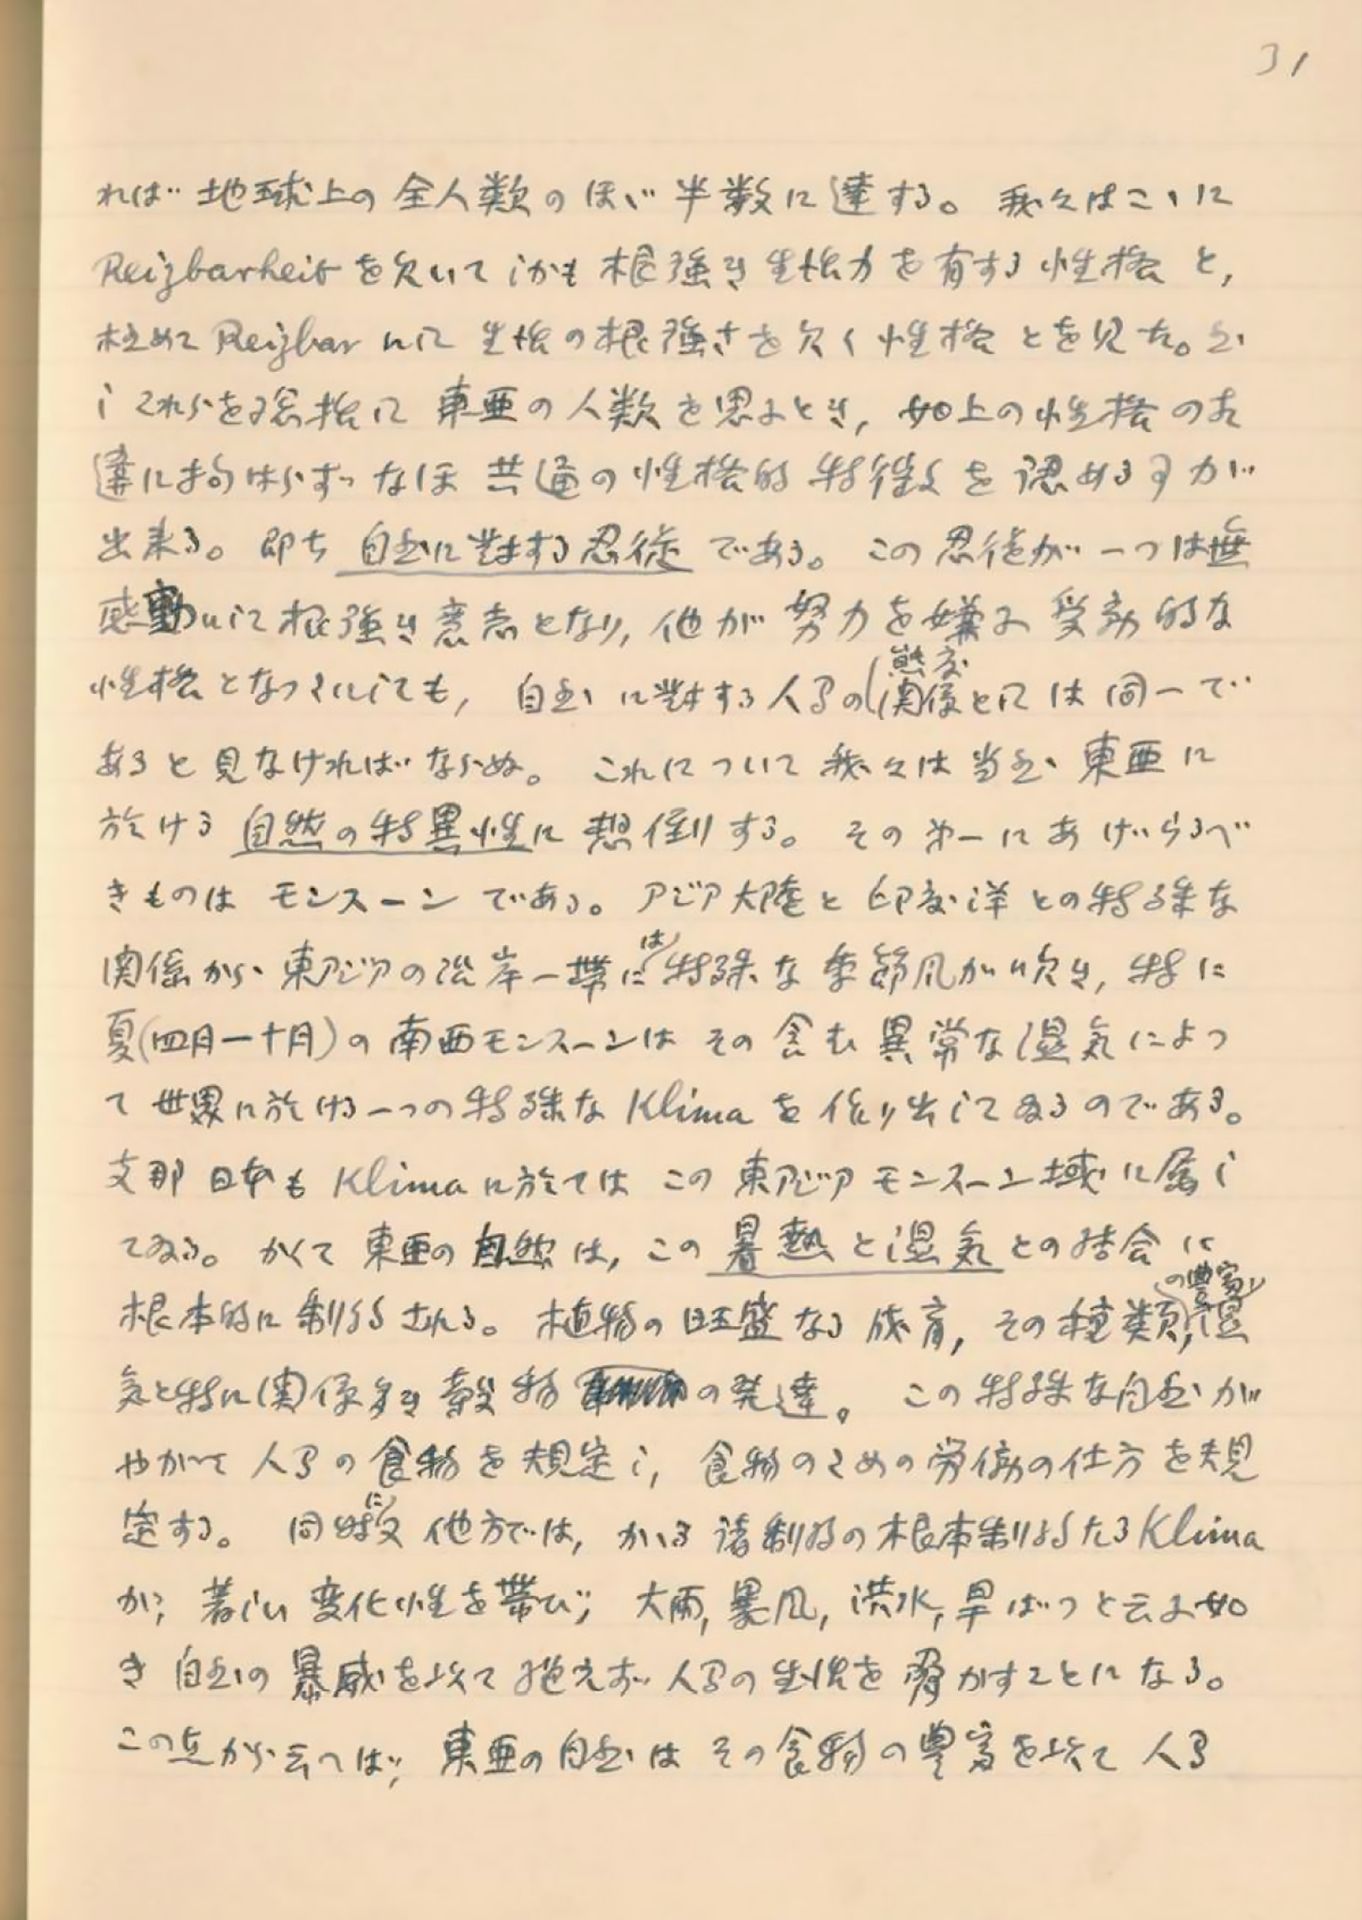 31
れば 地球上の 全人類の ほゞ 半数に 達する。 我々はこゝに
Reizbarkeit を欠いて しかも 根強き 生活力 を有する 性格 と,
極めて Reizbar にして 生活の根強さを欠く 性格 とを見た。然
し これらを総括して 東亜の 人数を思ふとき, 如上の性格の相
違に拘はらず なほ 共通の 性格的 特徴を 認める事が
出来る。 即ち 自然に対する忍従 である。 この 忍従が 一つは無
感動にして根強き意志となり, 他が 努力を嫌ふ 受動的な
性格 となつたにしても, 自然 に対する人間の(態度
関係としては 同一で
あると 見なければ ならぬ。 これについて 我々は 当然 東亜に
於ける 自然の特異性に 想倒する。 その 第一に あげらるべ
きものは モンスーン である。 アジア大陸と 印度洋 との特殊な
関係から 東アジアの 沿岸一帯には 特殊な 季節風が吹き, 特に
夏(四月ー十月)の 南西モンスーンは その 含む 異常な湿気によつ
て 世界に於ける一つの 特殊な Klima を 作り出してゐるのである。
支那 日本も Klima に於ては この 東アジア モンスーン域に属し
てゐる。 かくて 東亜の 自然は, この 暑熱と湿気 との結合に
根本的に 制約される。 植物の 旺盛なる 成育, その種類の豊富, 湿
気と特に関係多き 穀物 の発達。 この 特殊な自然が
やがて 人間の 食物を規定し, 食物のための 労働の仕方を規
定する。 同時に又 他方では, かゝる 諸制約の根本制約たる Klima
が, 著しい 変化性を帯び, 大雨, 暴風, 洪水, 旱ばつと云ふ如
き 自然の 暴威を以て 絶えず 人間の 生活を 脅かすことになる。
この点から云へば, 東亜の 自然は その食物の 豊富を以て 人間